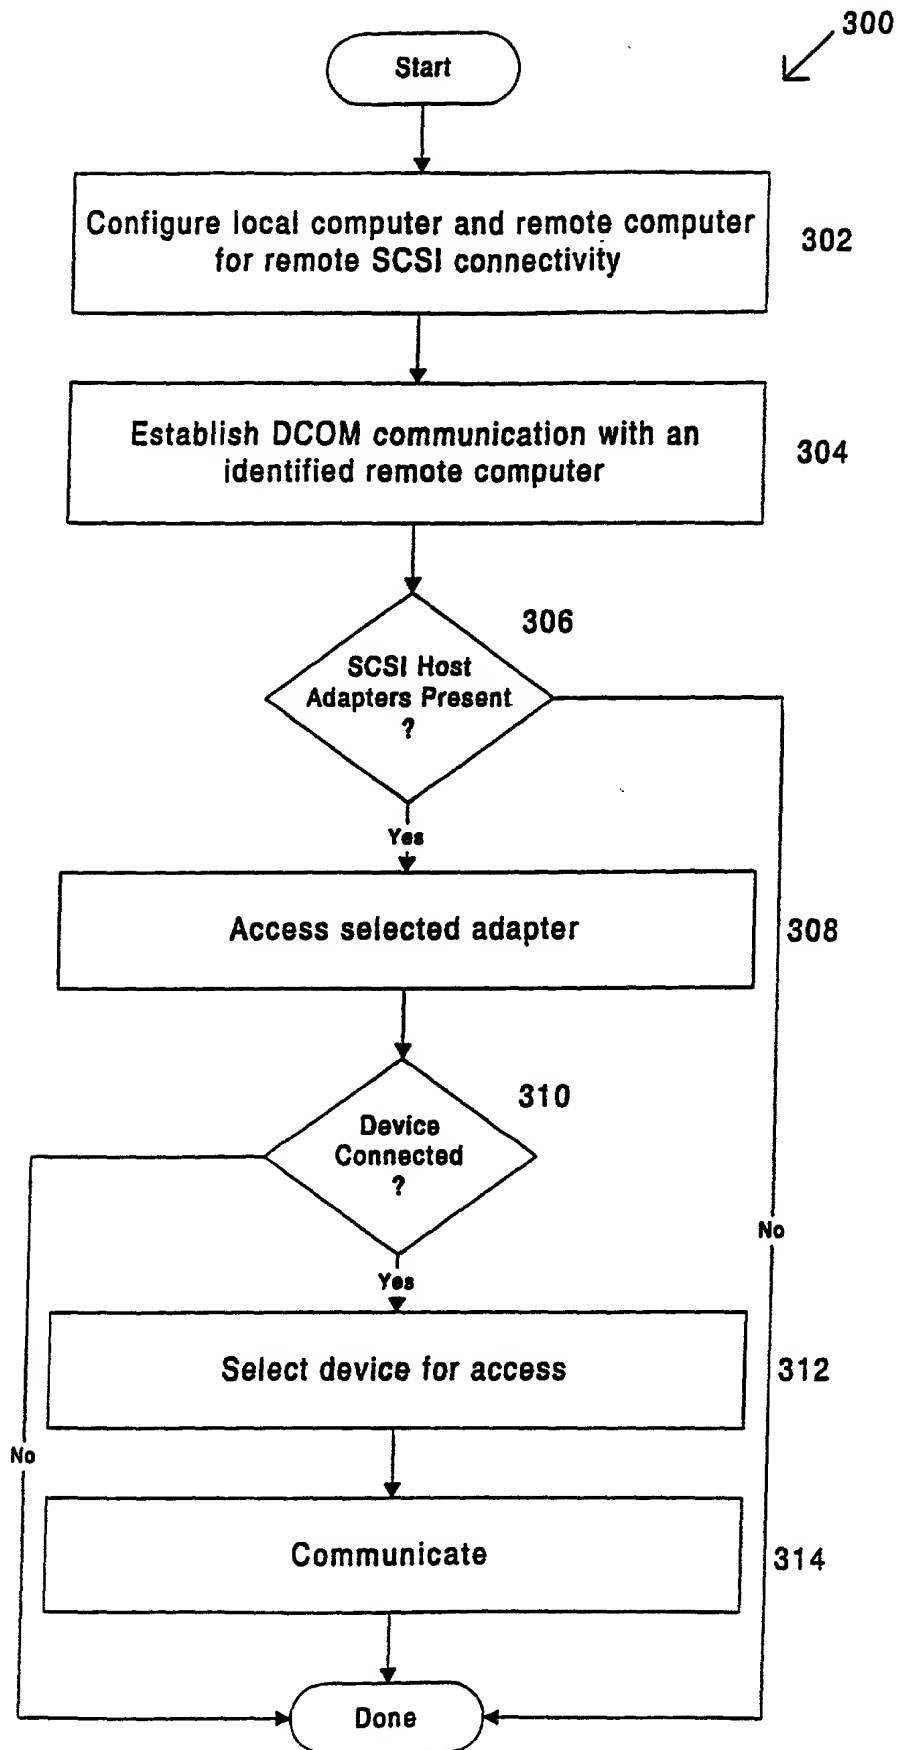 300
Start
Configure local computer and remote computer
for remote SCSI connectivity
302
Establish DCOM communication with an
identified remote computer
304
306
SCSI Host
Adapters Present
?
Yes
Access selected adapter
308
310
Device
Connected
?
No
Yes
Select device for access
312
No
Communicate
314
Done